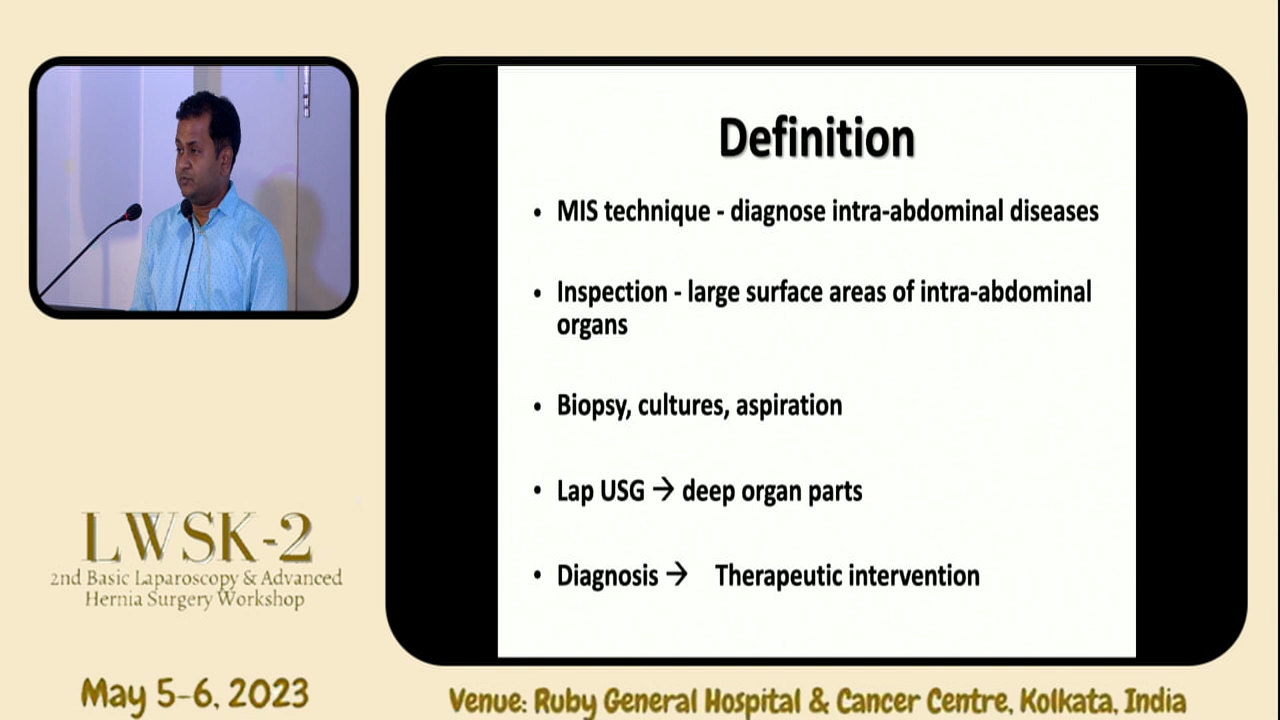 Definition
• MIS technique - diagnose intra-abdominal diseases
• Inspection - large surface areas of intra-abdominal
organs
• Biopsy, cultures, aspiration
• Lap USG → deep organ parts
• Diagnosis → Therapeutic intervention
LWSK-2
2nd Basic Laparoscopy & Advanced
Hernia Surgery Workshop
May 5-6, 2023
Venue: Ruby General Hospital & Cancer Centre, Kolkata, India